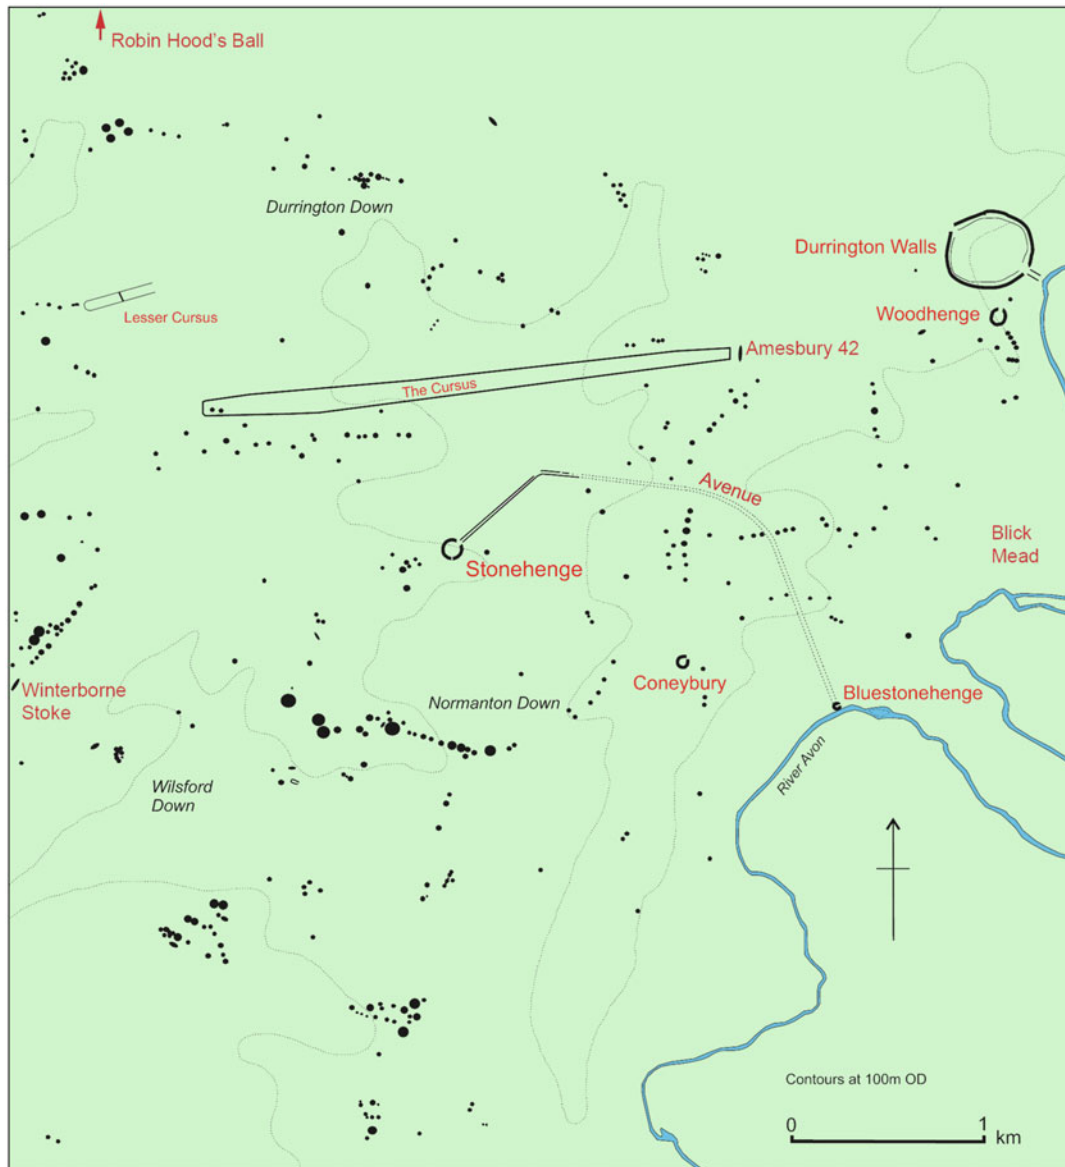 Robin Hood's Ball
Durrington Down
Durrington Walls
Lesser Cursus
Woodhenge
Amesbury 42
The Cursus
Avenue
Blick
Mead
Stonehenge
Winterborne
Stoke
Normanton Down
Coneybury
Bluestonehenge
River Avon
Wilsford
Down
Contours at 100m OD
0 1
km